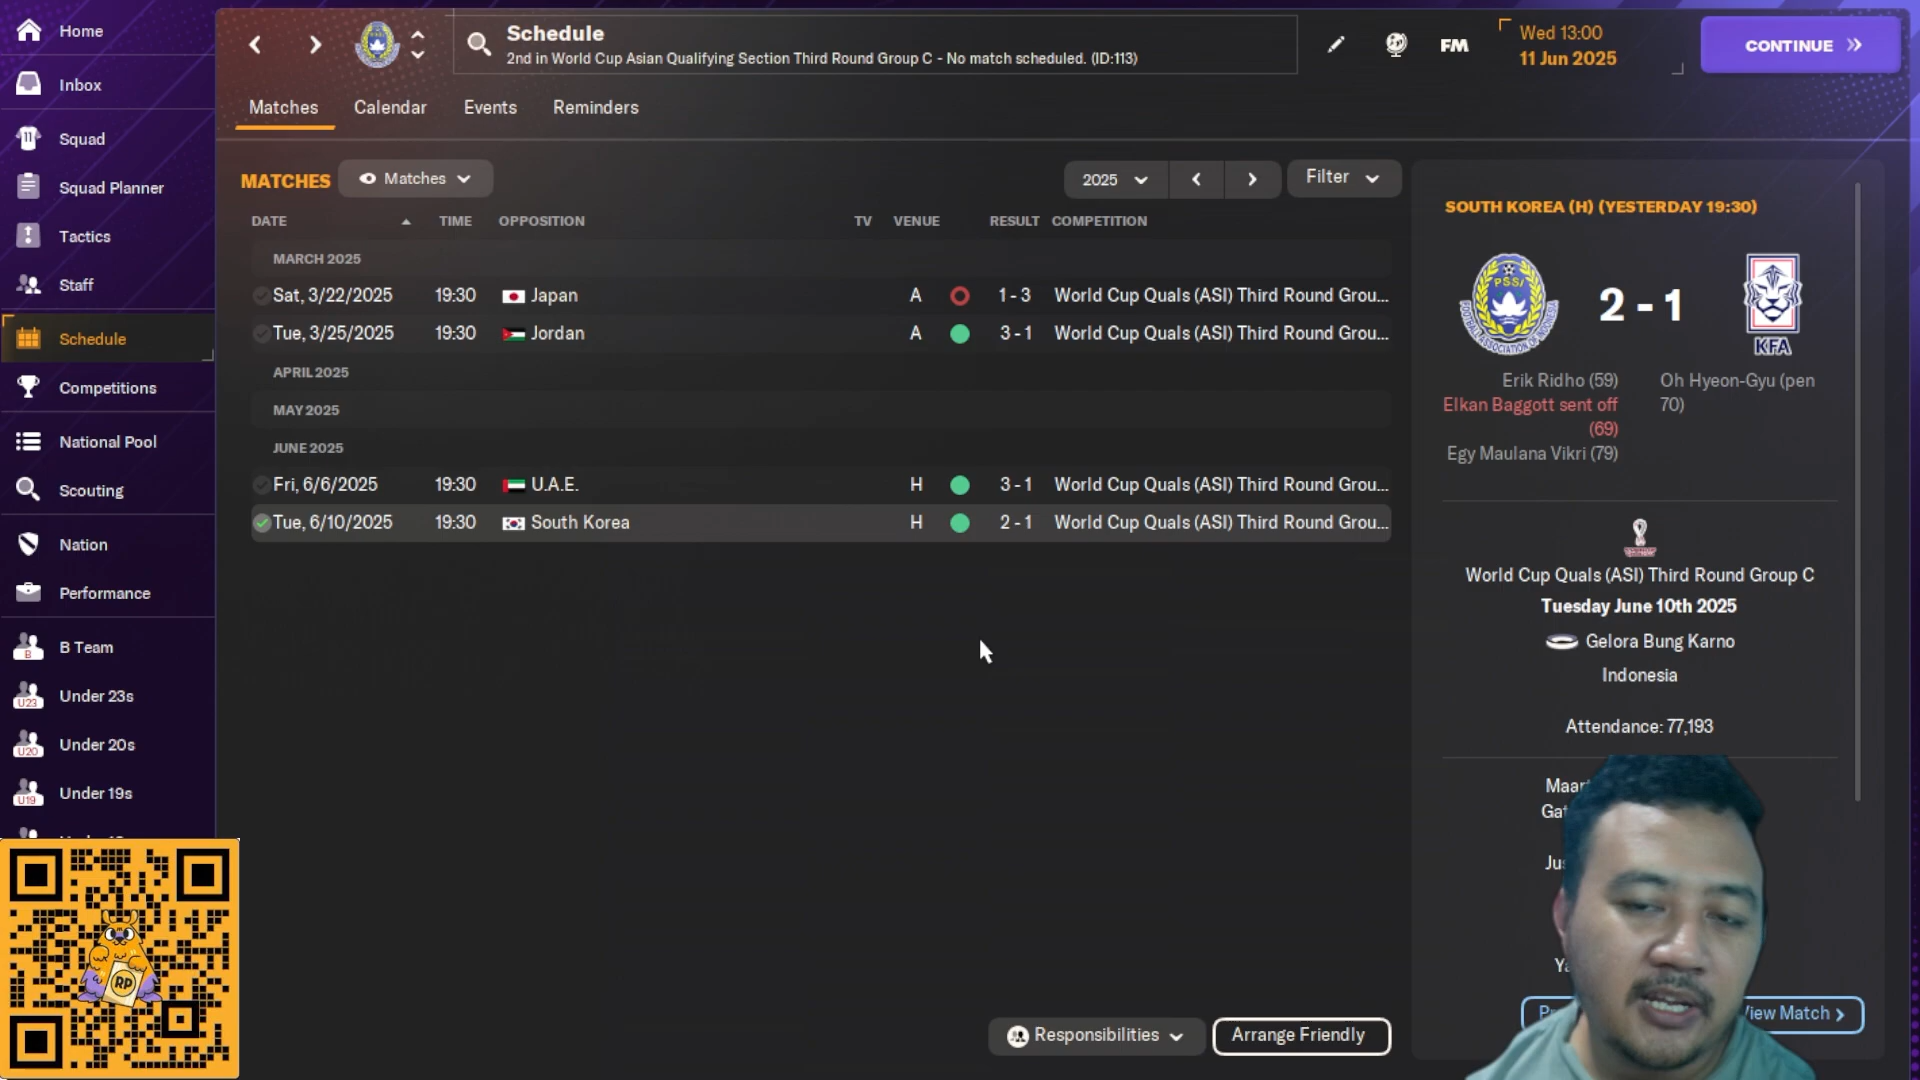 Home
Inbox
Squad
Squad Planner
Tactics
Staff
Schedule
Competitions
National Pool
Scouting
Nation
Performance
B Team
Under 23s
Under 20s
Under 19s
Schedule
2nd in World Cup Asian Qualifying Section Third Round Group C - No match scheduled. (ID:113)
FM
Wed 13:00
11 Jun 2025
CONTINUE
Matches
Calendar
Events
Reminders
MATCHES
Matches
2025
Filter
DATE TIME OPPOSITION TV VENUE RESULT COMPETITION
MARCH 2025
Sat, 3/22/2025 19:30 Japan A 1 - 3 World Cup Quals (ASI) Third Round Grou...
Tue, 3/25/2025 19:30 Jordan A 3 - 1 World Cup Quals (ASI) Third Round Grou...
APRIL 2025
MAY 2025
JUNE 2025
Fri, 6/6/2025 19:30 U.A.E. H 3 - 1 World Cup Quals (ASI) Third Round Grou...
Tue, 6/10/2025 19:30 South Korea H 2 - 1 World Cup Quals (ASI) Third Round Grou...
Responsibilities
Arrange Friendly
SOUTH KOREA (H) (YESTERDAY 19:30)
PSSI
2 - 1
KFA
Erik Ridho (59)
Elkan Baggott sent off
(69)
Egy Maulana Vikri (79)
Oh Hyeon-Gyu (pen
70)
World Cup Quals (ASI) Third Round Group C
Tuesday June 10th 2025
Gelora Bung Karno
Indonesia
Attendance: 77,193
View Match
RP